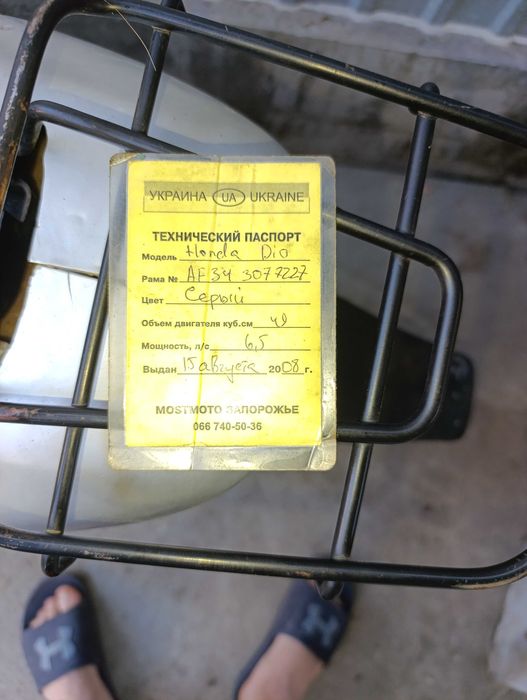 УКРАИНА UA UKRAINE
ТЕХНИЧЕСКИЙ ПАСПОРТ
Модель Honda Dio
Рама № AF34 3077227
Цвет Серый
Объем двигателя куб.см 49
Мощность, л/с 6,5
Выдан 15 августа 2008 г.
MOSTMOTO ЗАПОРОЖЬЕ
066 740-50-36